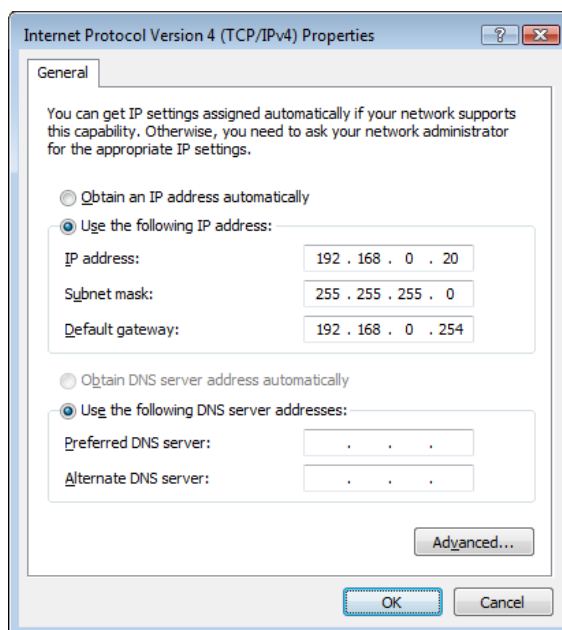 Internet Protocol Version 4 (TCP/IPv4) Properties
General
You can get IP settings assigned automatically if your network supports
this capability. Otherwise, you need to ask your network administrator
for the appropriate IP settings.
Obtain an IP address automatically
Use the following IP address:
IP address: 192 . 168 . 0 . 20
Subnet mask: 255 . 255 . 255 . 0
Default gateway: 192 . 168 . 0 . 254
Obtain DNS server address automatically
Use the following DNS server addresses:
Preferred DNS server: . . .
Alternate DNS server: . . .
Advanced...
OK Cancel